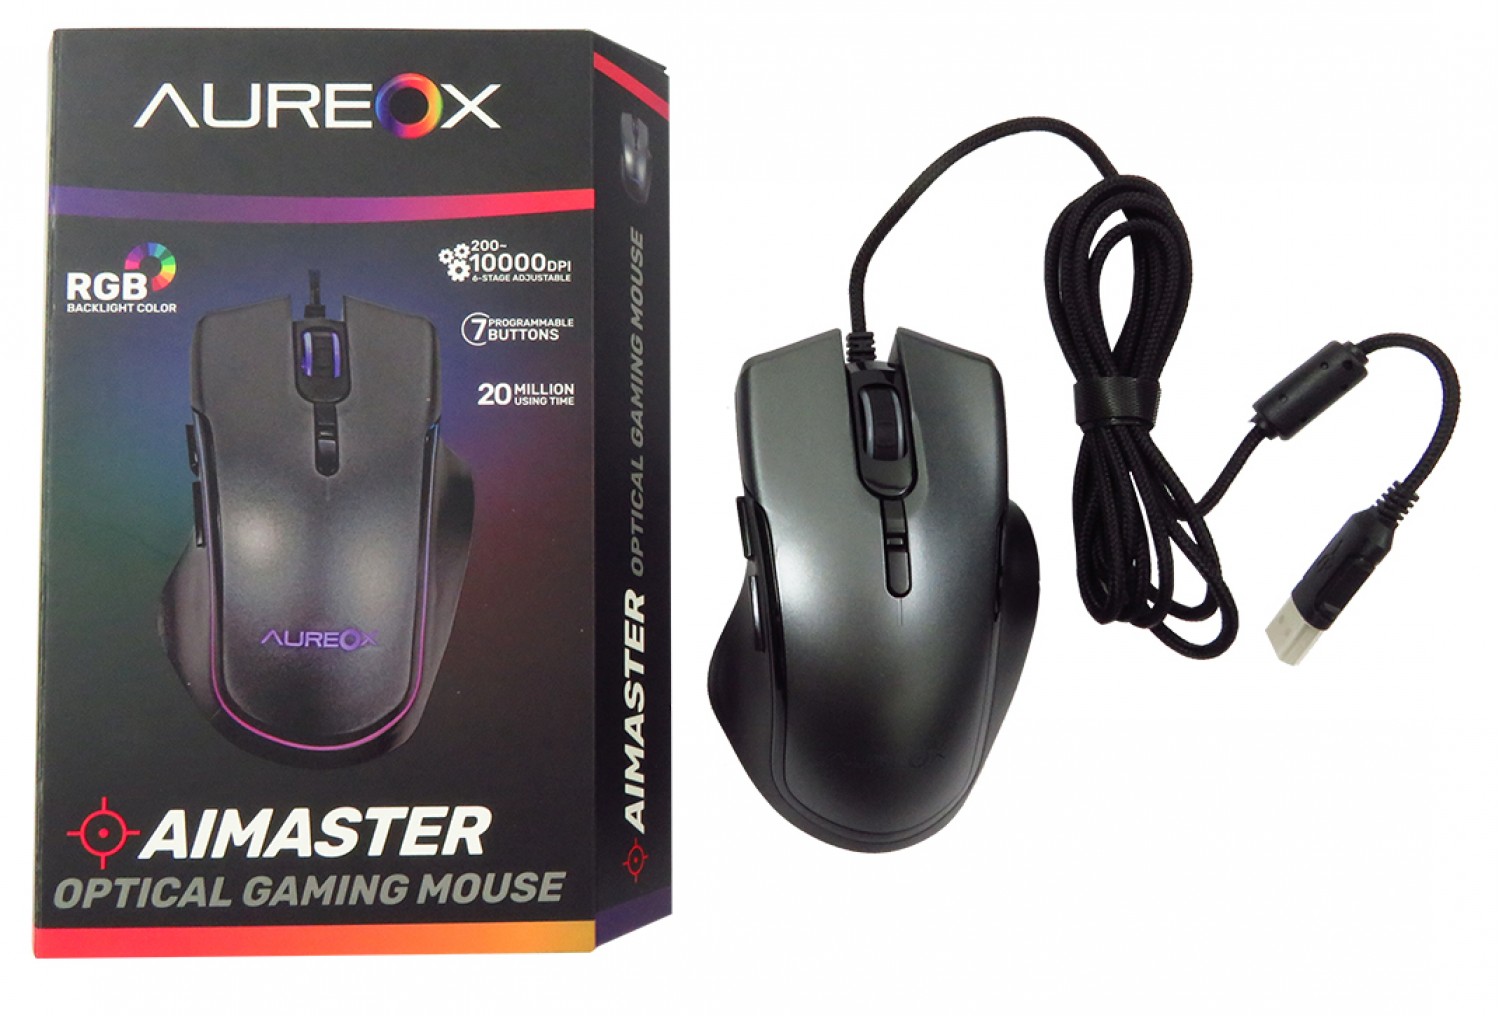 AUREOX
RGB
BACKLIGHT COLOR
200~
10000DPI
6-STAGE ADJUSTABLE
7 PROGRAMMABLE
BUTTONS
20 MILLION
USING TIME
AUREOX
AIMASTER
OPTICAL GAMING MOUSE
AIMASTER OPTICAL GAMING MOUSE